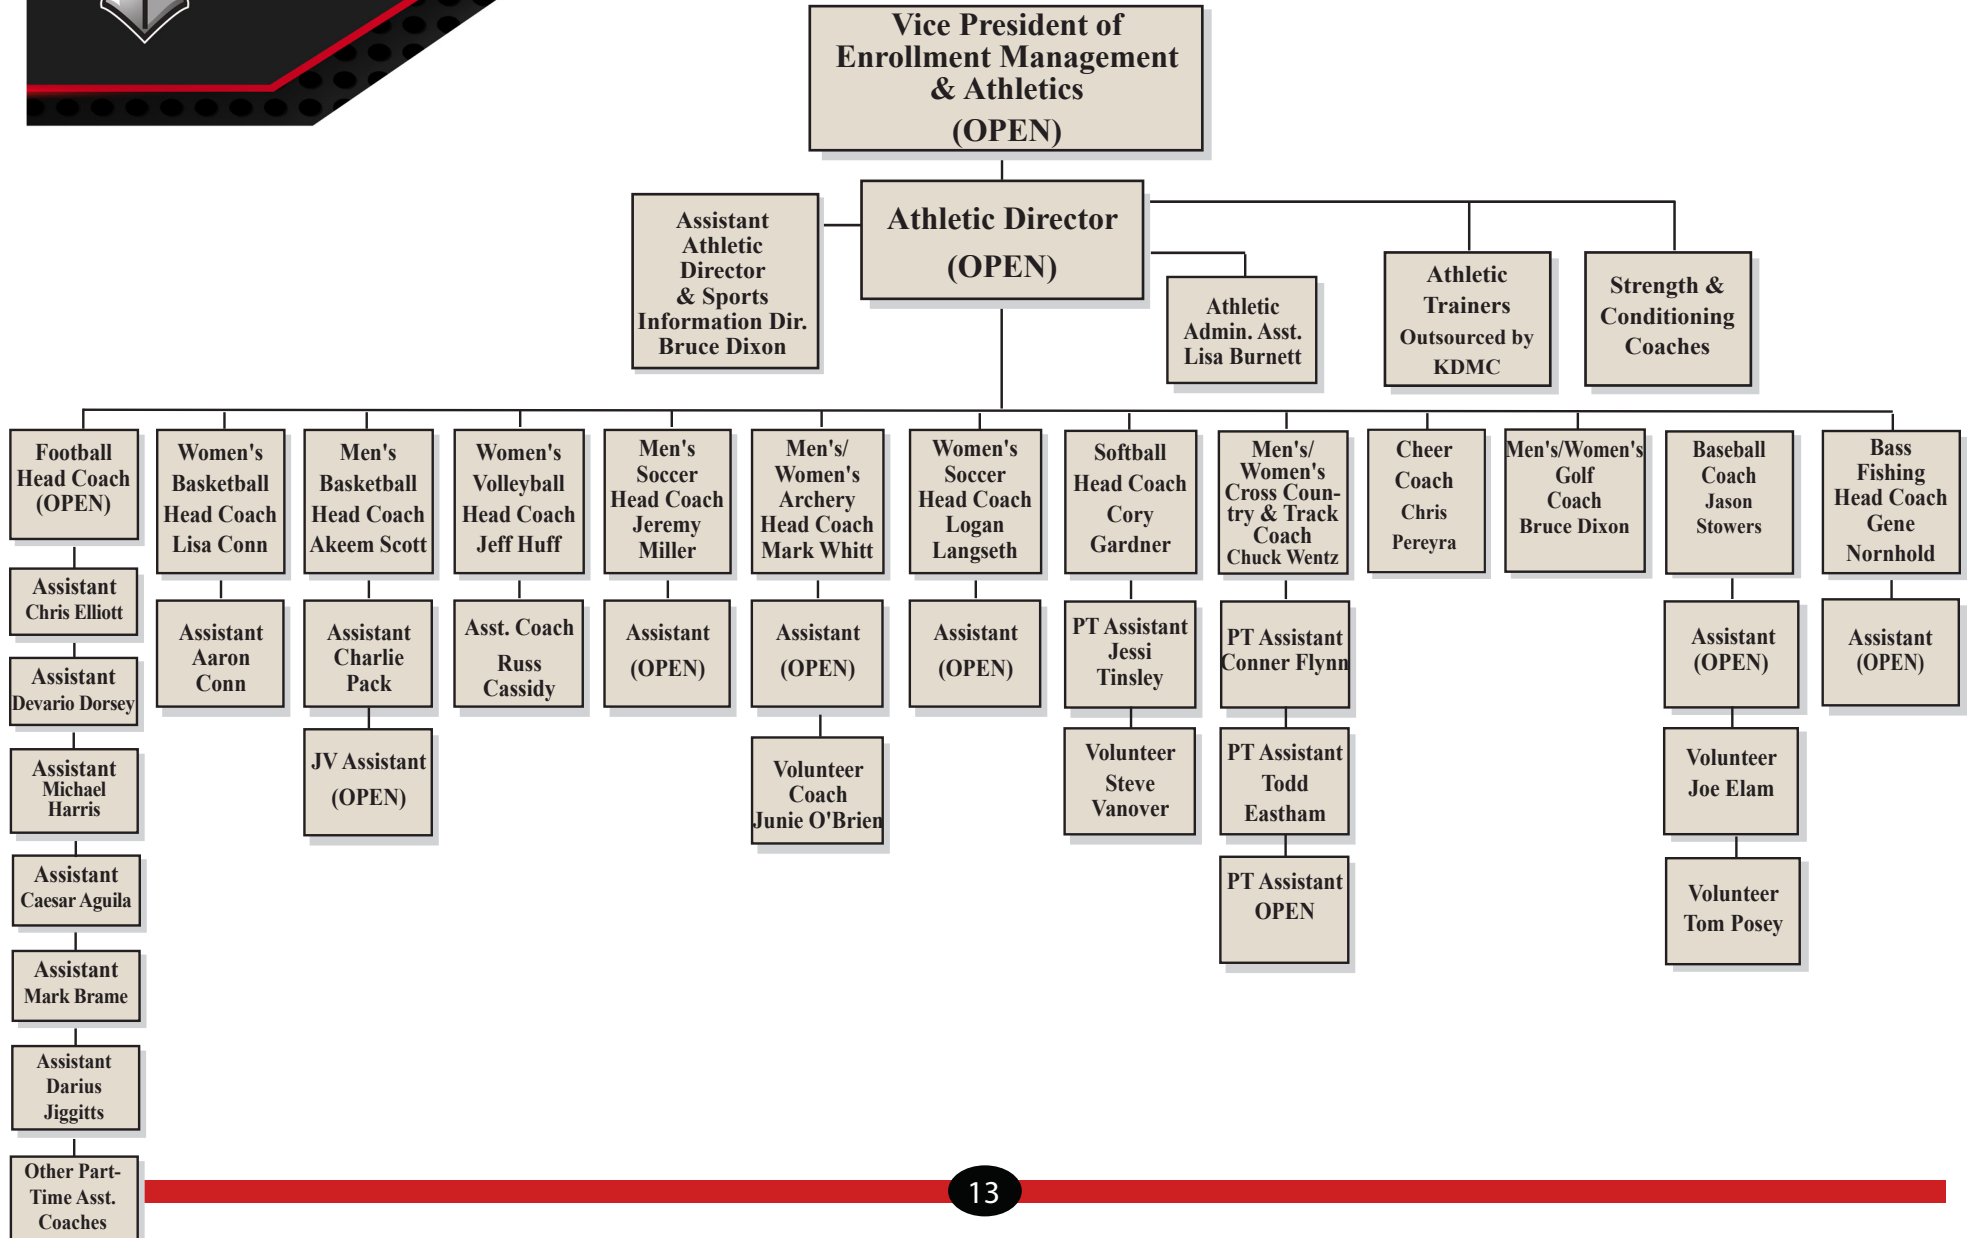 Vice President of
Enrollment Management
& Athletics
(OPEN)
Athletic Director
(OPEN)
Assistant
Athletic
Director
& Sports
Information Dir.
Bruce Dixon
Athletic
Admin. Asst.
Lisa Burnett
Athletic
Trainers
Outsourced by
KDMC
Strength &
Conditioning
Coaches
Football
Head Coach
(OPEN)
Assistant
Chris Elliott
Assistant
Devario Dorsey
Assistant
Michael
Harris
Assistant
Caesar Aguila
Assistant
Mark Brame
Assistant
Darius
Jiggitts
Other Part-
Time Asst.
Coaches
Women's
Basketball
Head Coach
Lisa Conn
Assistant
Aaron
Conn
Men's
Basketball
Head Coach
Akeem Scott
Assistant
Charlie
Pack
JV Assistant
(OPEN)
Women's
Volleyball
Head Coach
Jeff Huff
Asst. Coach
Russ
Cassidy
Men's
Soccer
Head Coach
Jeremy
Miller
Assistant
(OPEN)
Men's/
Women's
Archery
Head Coach
Mark Whitt
Assistant
(OPEN)
Volunteer
Coach
Junie O'Brien
Women's
Soccer
Head Coach
Logan
Langseth
Assistant
(OPEN)
Softball
Head Coach
Cory
Gardner
PT Assistant
Jessi
Tinsley
Volunteer
Steve
Vanover
Men's/
Women's
Cross Coun-
try & Track
Coach
Chuck Wentz
PT Assistant
Conner Flynn
PT Assistant
Todd
Eastham
PT Assistant
OPEN
Cheer
Coach
Chris
Pereyra
Men's/Women's
Golf
Coach
Bruce Dixon
Baseball
Coach
Jason
Stowers
Assistant
(OPEN)
Volunteer
Joe Elam
Volunteer
Tom Posey
Bass
Fishing
Head Coach
Gene
Nornhold
Assistant
(OPEN)
13